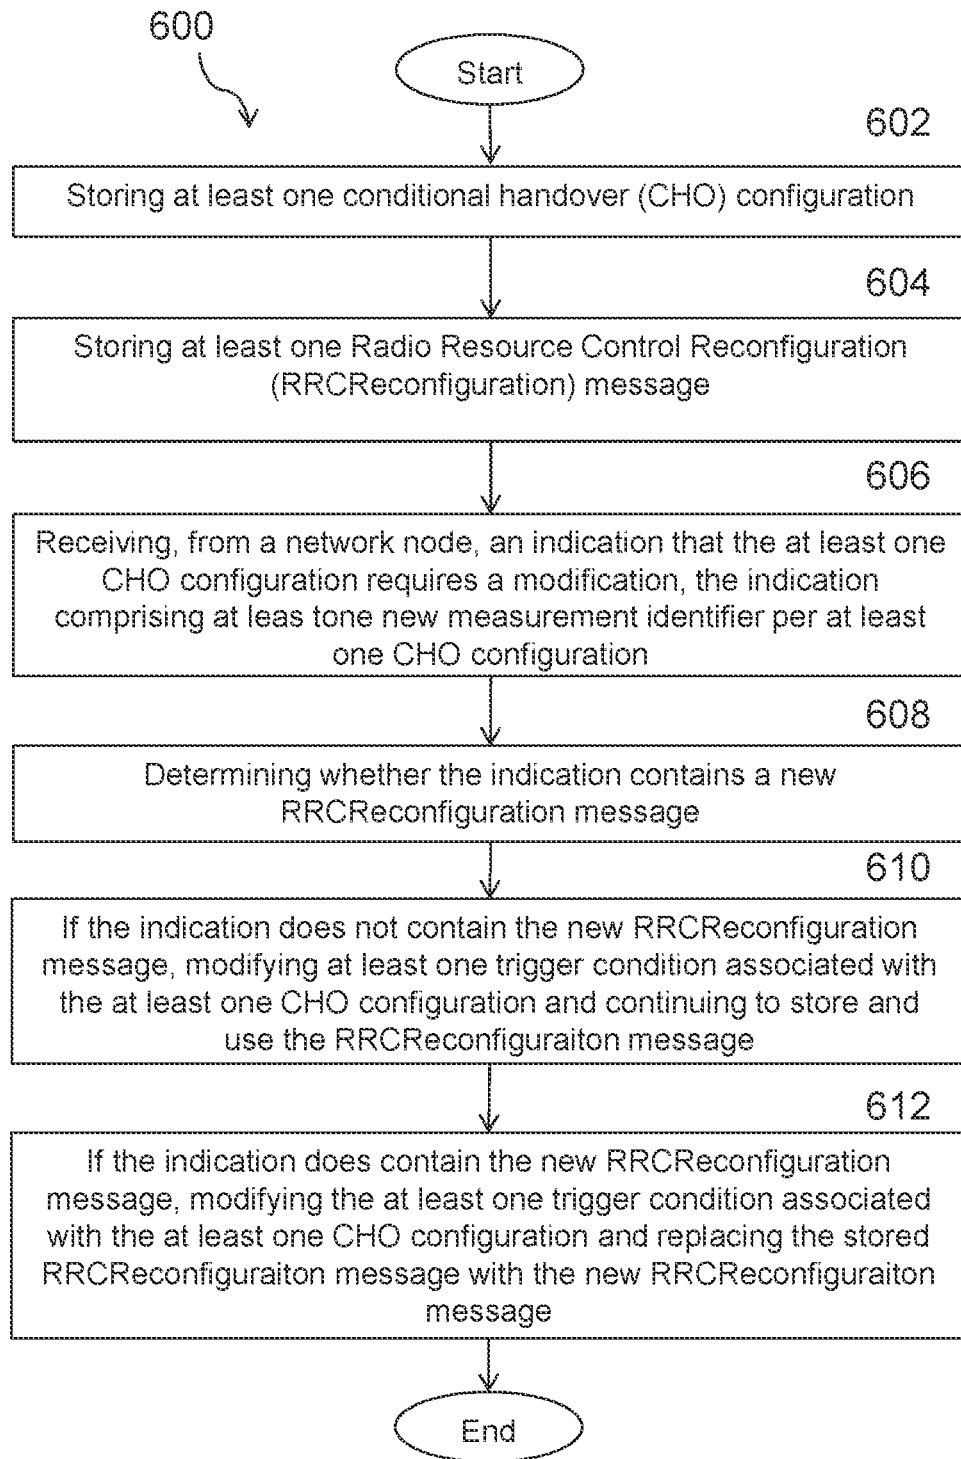 600
Start
602
Storing at least one conditional handover (CHO) configuration
604
Storing at least one Radio Resource Control Reconfiguration
(RRCReconfiguration) message
606
Receiving, from a network node, an indication that the at least one
CHO configuration requires a modification, the indication
comprising at leas tone new measurement identifier per at least
one CHO configuration
608
Determining whether the indication contains a new
RRCReconfiguration message
610
If the indication does not contain the new RRCReconfiguration
message, modifying at least one trigger condition associated with
the at least one CHO configuration and continuing to store and
use the RRCReconfiguraiton message
612
If the indication does contain the new RRCReconfiguration
message, modifying the at least one trigger condition associated
with the at least one CHO configuration and replacing the stored
RRCReconfiguraiton message with the new RRCReconfiguraiton
message
End